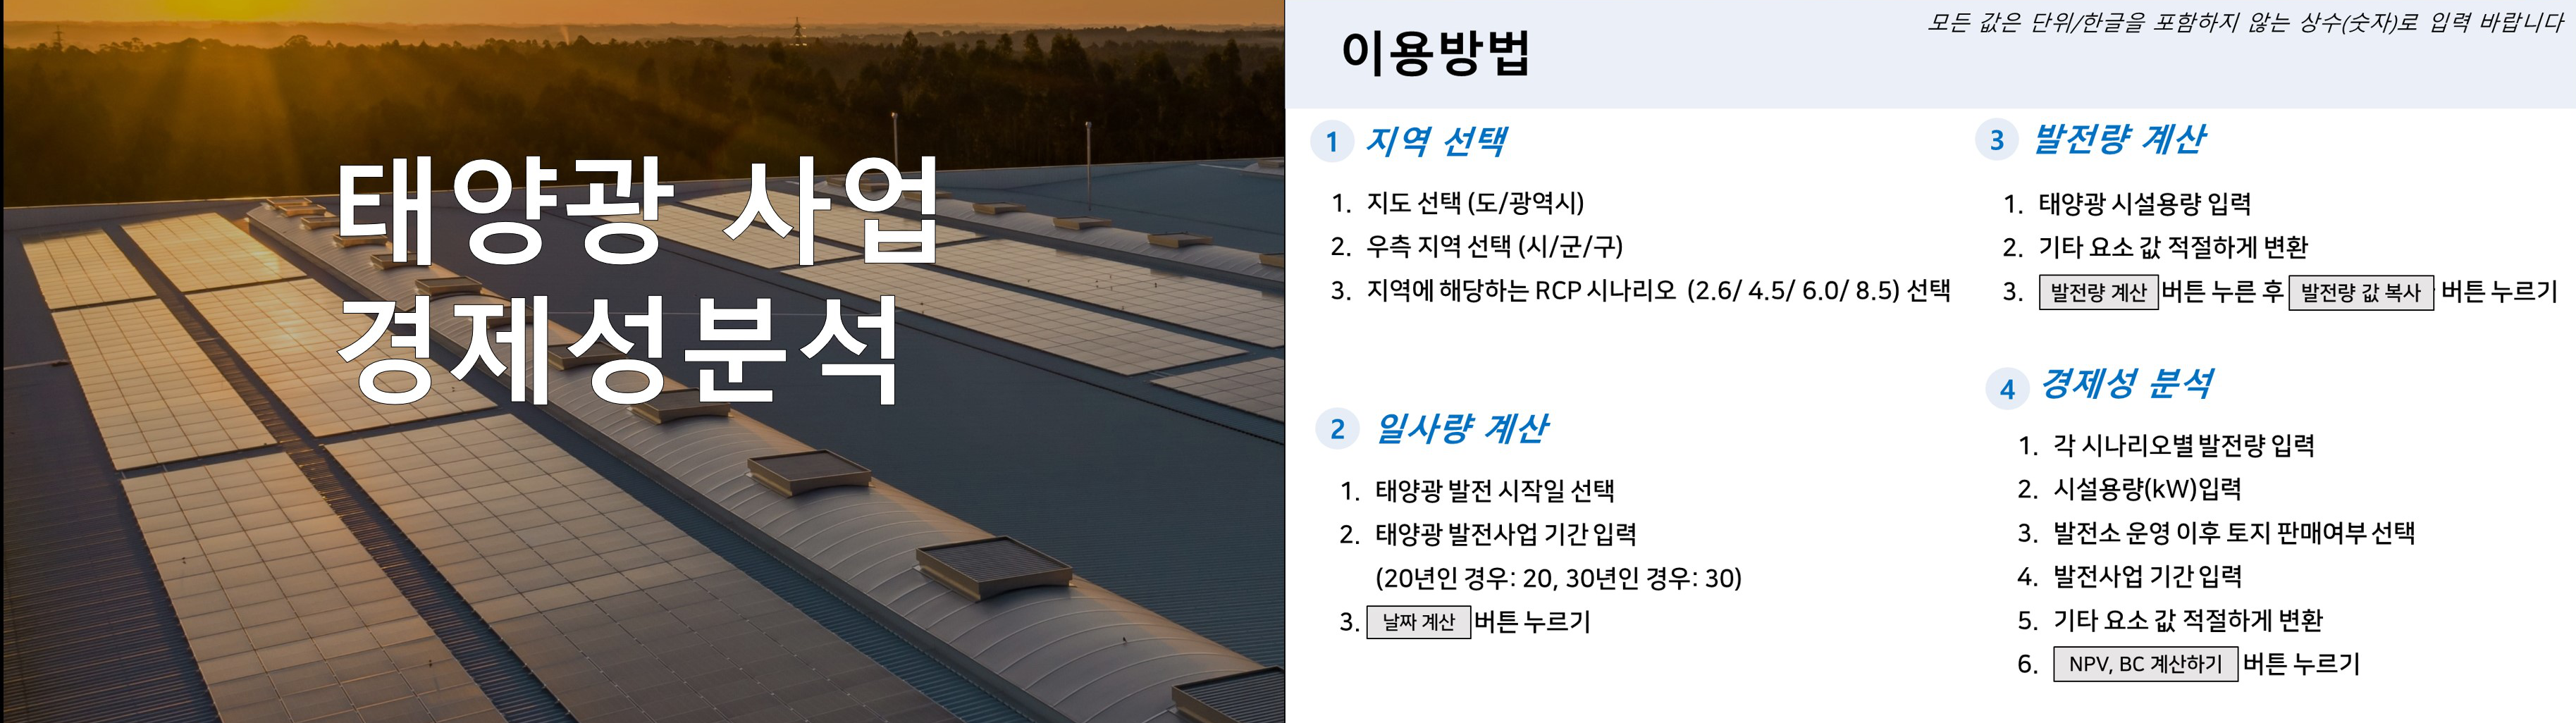 태양광 사업
경제성분석
이용방법
모든 값은 단위/한글을 포함하지 않는 상수(숫자)로 입력 바랍니다
1 지역 선택
1. 지도 선택 (도/광역시)
2. 우측 지역 선택 (시/군/구)
3. 지역에 해당하는 RCP 시나리오 (2.6/ 4.5/ 6.0/ 8.5) 선택
2 일사량 계산
1. 태양광 발전 시작일 선택
2. 태양광 발전사업 기간 입력
(20년인 경우: 20, 30년인 경우: 30)
3. 날짜 계산 버튼 누르기
3 발전량 계산
1. 태양광 시설용량 입력
2. 기타 요소 값 적절하게 변환
3. 발전량 계산 버튼 누른 후 발전량 값 복사 버튼 누르기
4 경제성 분석
1. 각 시나리오별 발전량 입력
2. 시설용량(kW)입력
3. 발전소 운영 이후 토지 판매여부 선택
4. 발전사업 기간 입력
5. 기타 요소 값 적절하게 변환
6. NPV, BC 계산하기 버튼 누르기